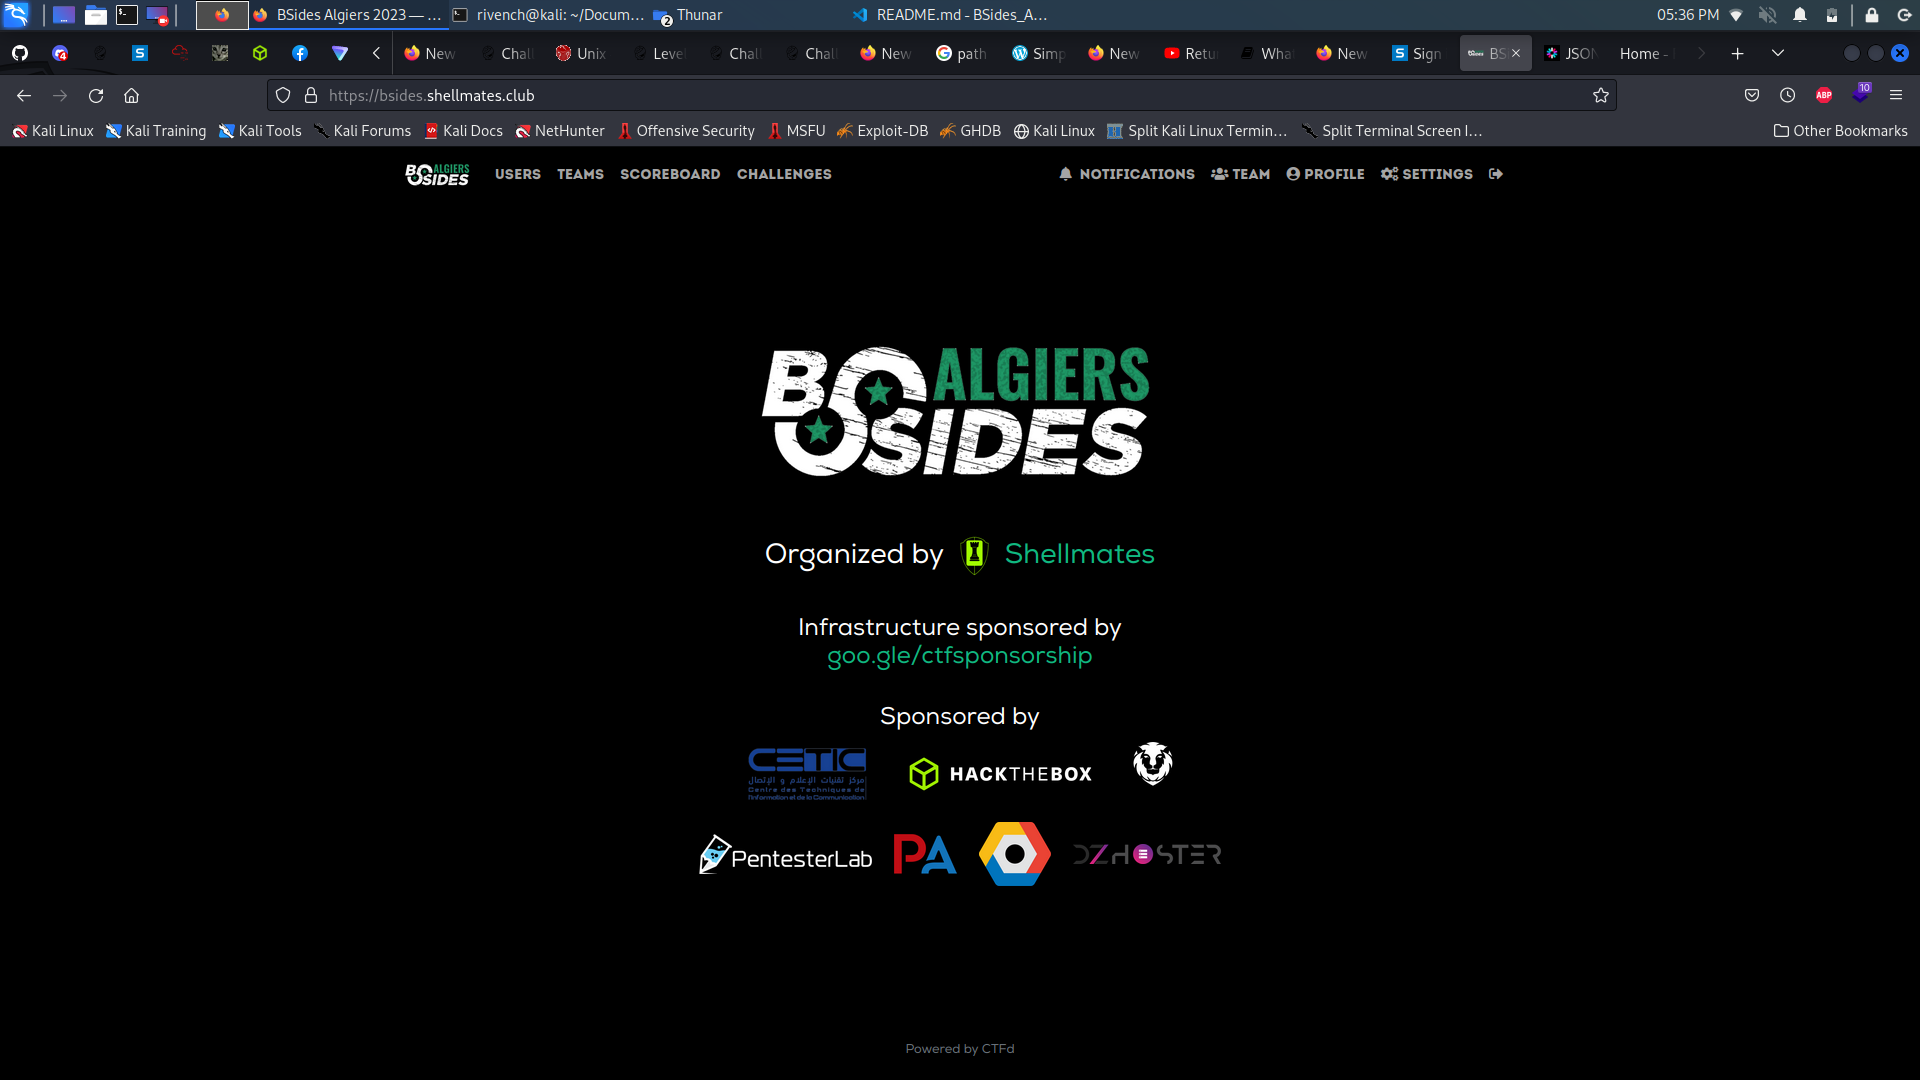 BSides Algiers 2023 — ...
rivench@kali: ~/Docum...
2
Thunar
README.md - BSides_A...
05:36 PM
New
Chall
Unix
Level
Chall
Chall
New
path
Simp
New
Retu
What
New
Sign
BS
JSON
Home -
https://bsides.shellmates.club
ABP
10
Kali Linux
Kali Training
Kali Tools
Kali Forums
Kali Docs
NetHunter
Offensive Security
MSFU
Exploit-DB
GHDB
Kali Linux
Split Kali Linux Termin...
Split Terminal Screen I...
Other Bookmarks
BSIDES ALGIERS
USERS
TEAMS
SCOREBOARD
CHALLENGES
NOTIFICATIONS
TEAM
PROFILE
SETTINGS
BSIDES ALGIERS
Organized by Shellmates
Infrastructure sponsored by
goo.gle/ctfsponsorship
Sponsored by
CETIC
مركز تقنيات الإعلام و الإتصال
Centre des Techniques de
l'Information et de la Communication
HACKTHEBOX
PentesterLab
PA
DZHOSTER
Powered by CTFd